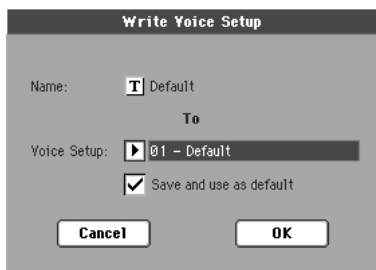 Write Voice Setup
Name: T Default
To
Voice Setup: 01 - Default
Save and use as default
Cancel OK